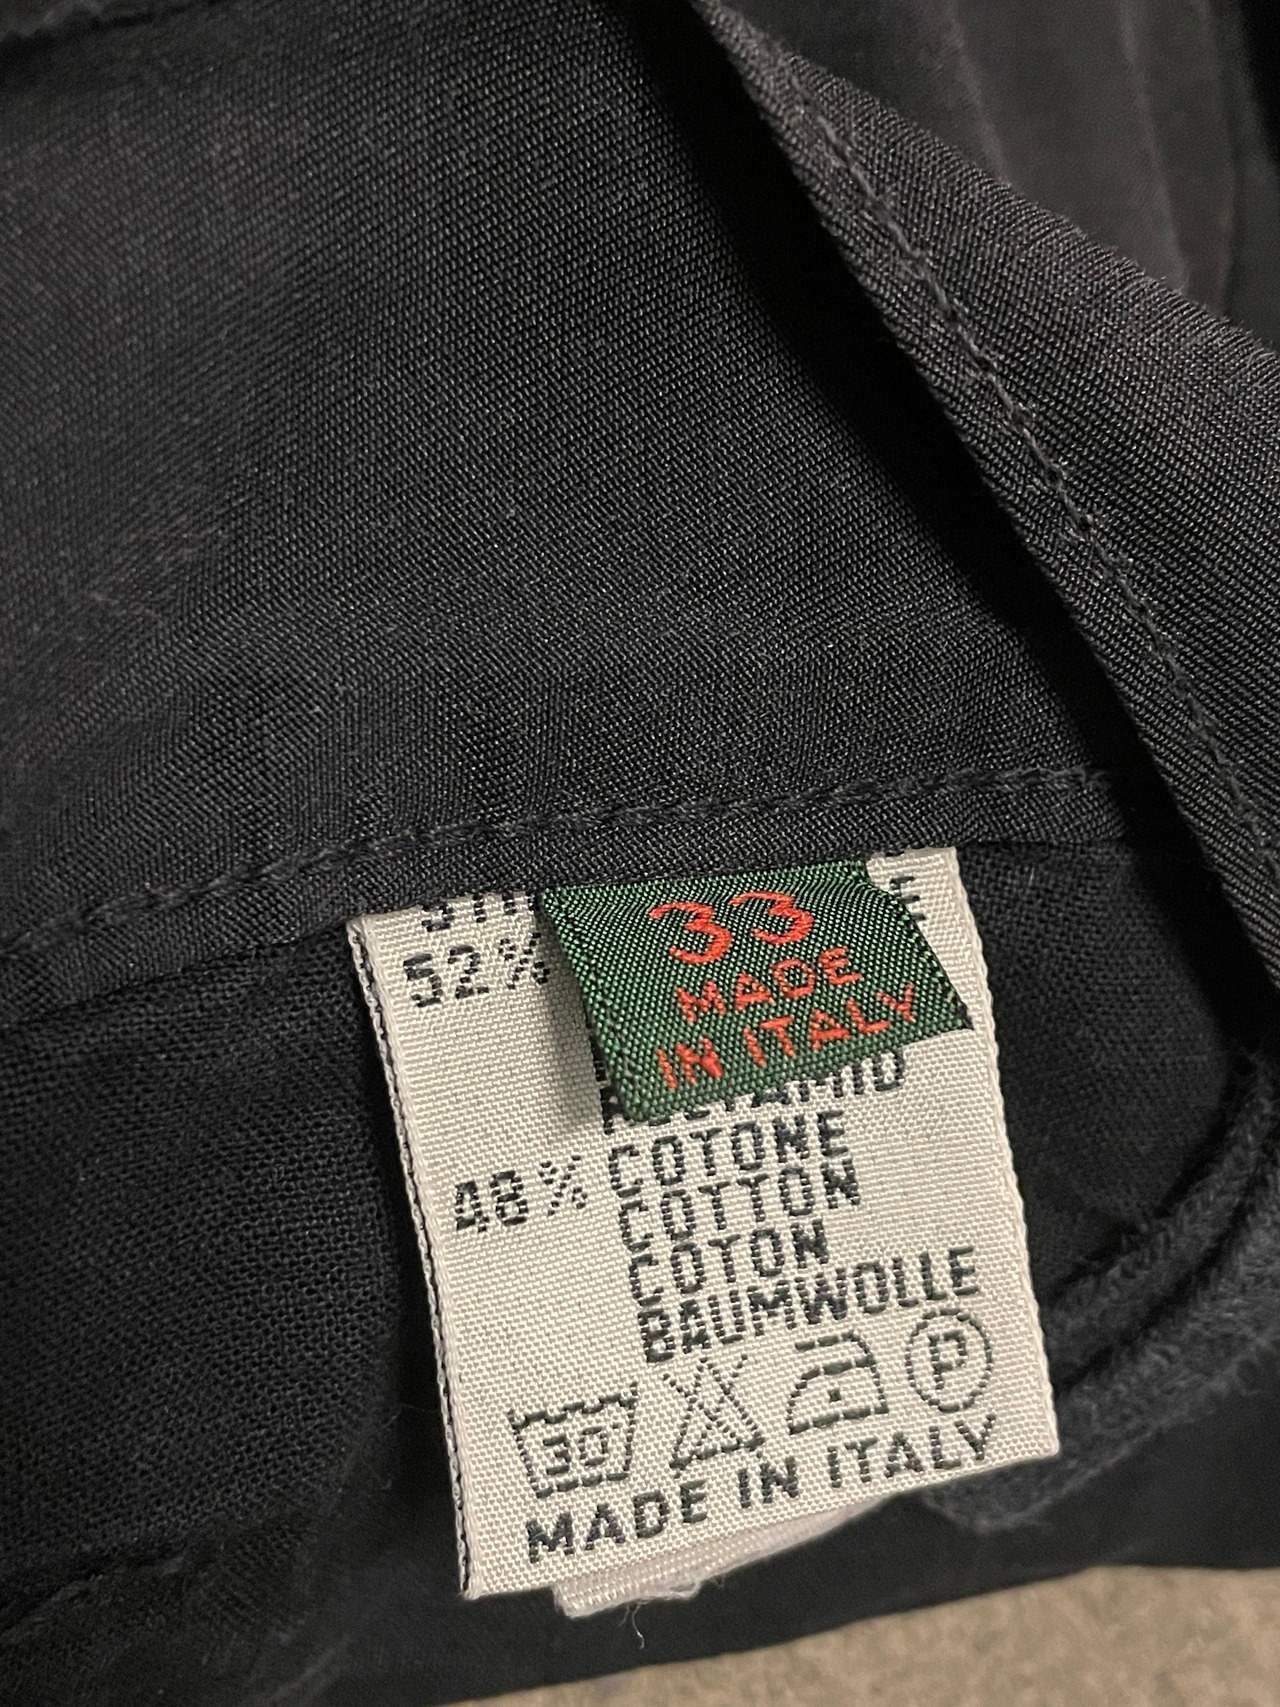 33
MADE
IN ITALY
52%
48% COTONE
COTTON
COTON
BAUMWOLLE
30 P
MADE IN ITALY